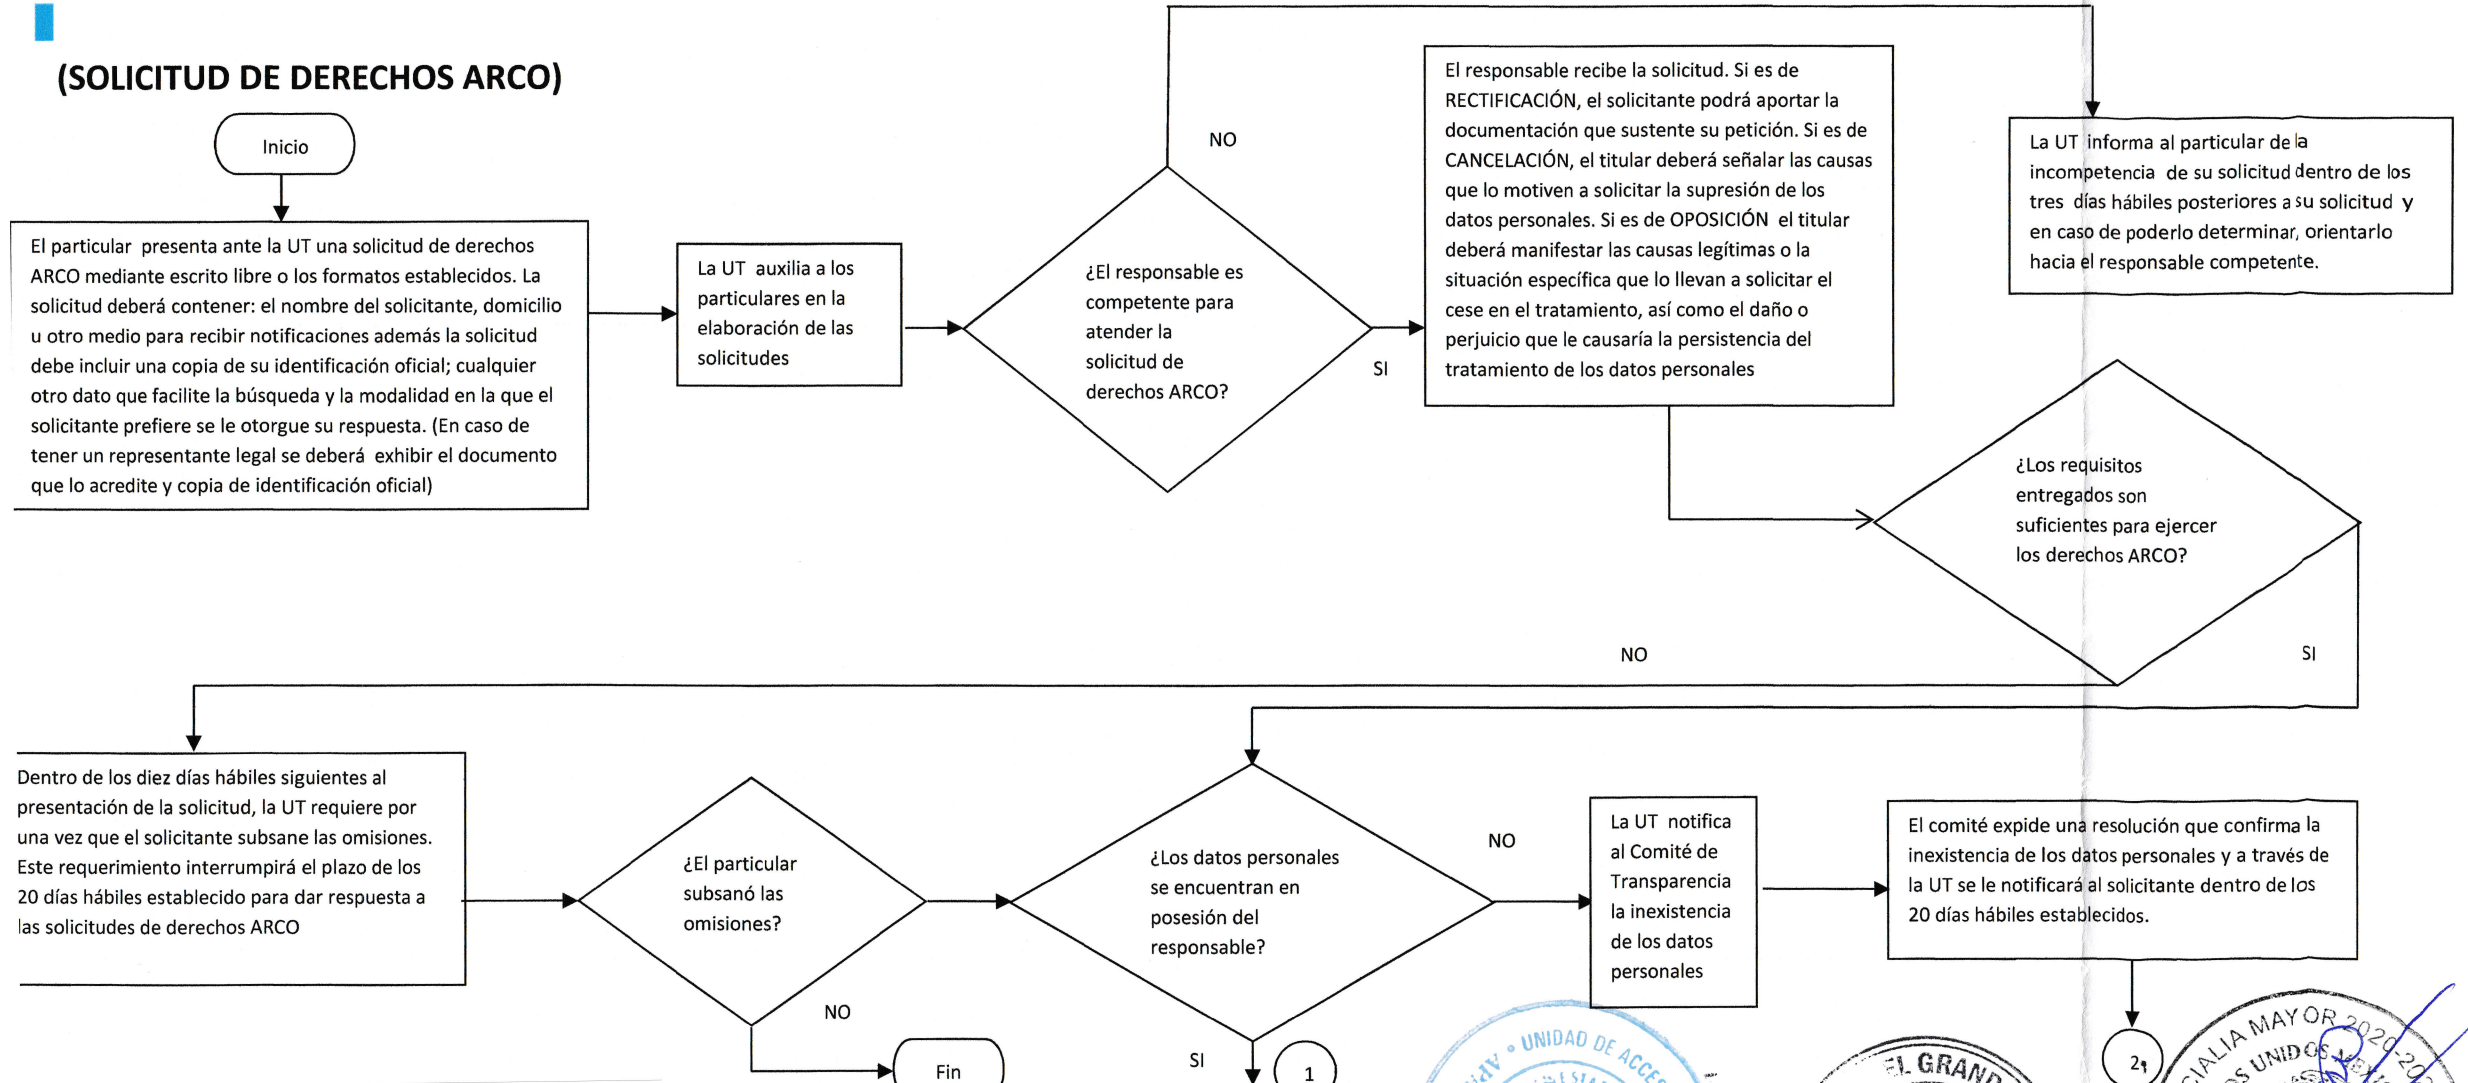 (SOLICITUD DE DERECHOS ARCO)
Inicio
El particular presenta ante la UT una solicitud de derechos
ARCO mediante escrito libre o los formatos establecidos. La
solicitud deberá contener: el nombre del solicitante, domicilio
u otro medio para recibir notificaciones además la solicitud
debe incluir una copia de su identificación oficial; cualquier
otro dato que facilite la búsqueda y la modalidad en la que el
solicitante prefiere se le otorgue su respuesta. (En caso de
tener un representante legal se deberá exhibir el documento
que lo acredite y copia de identificación oficial)
La UT auxilia a los
particulares en la
elaboración de las
solicitudes
¿El responsable es
competente para
atender la
solicitud de
derechos ARCO?
NO
SI
El responsable recibe la solicitud. Si es de
RECTIFICACIÓN, el solicitante podrá aportar la
documentación que sustente su petición. Si es de
CANCELACIÓN, el titular deberá señalar las causas
que lo motiven a solicitar la supresión de los
datos personales. Si es de OPOSICIÓN el titular
deberá manifestar las causas legítimas o la
situación específica que lo llevan a solicitar el
cese en el tratamiento, así como el daño o
perjuicio que le causaría la persistencia del
tratamiento de los datos personales
La UT informa al particular de la
incompetencia de su solicitud dentro de los
tres días hábiles posteriores a su solicitud y
en caso de poderlo determinar, orientarlo
hacia el responsable competente.
¿Los requisitos
entregados son
suficientes para ejercer
los derechos ARCO?
NO
SI
Dentro de los diez días hábiles siguientes al
presentación de la solicitud, la UT requiere por
una vez que el solicitante subsane las omisiones.
Este requerimiento interrumpirá el plazo de los
20 días hábiles establecido para dar respuesta a
las solicitudes de derechos ARCO
¿El particular
subsanó las
omisiones?
NO
Fin
¿Los datos personales
se encuentran en
posesión del
responsable?
NO
SI
1
La UT notifica
al Comité de
Transparencia
la inexistencia
de los datos
personales
El comité expide una resolución que confirma la
inexistencia de los datos personales y a través de
la UT se le notificará al solicitante dentro de los
20 días hábiles establecidos.
2
UNIDAD DE
EL
MAYOR
UNIDOS